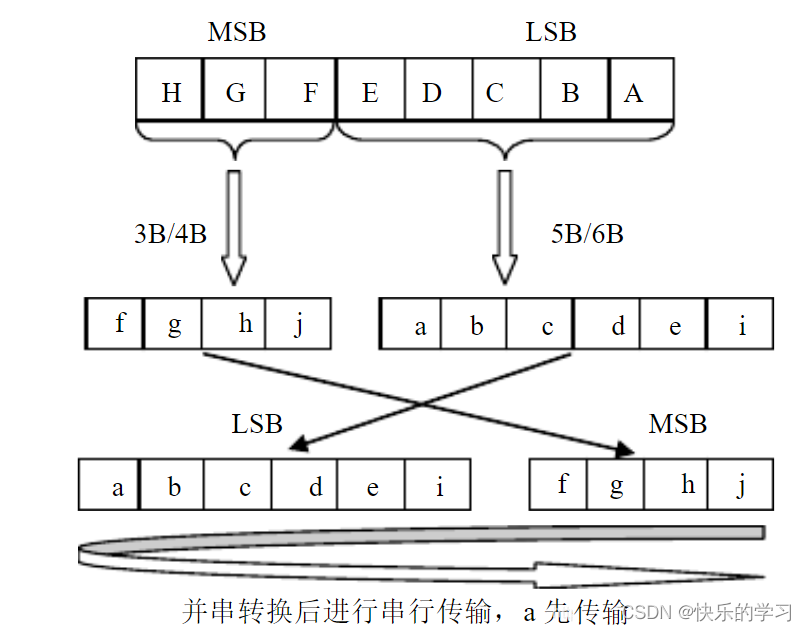 MSB LSB
H G F E D C B A
3B/4B 5B/6B
f g h j a b c d e i
LSB MSB
a b c d e i f g h j
并串转换后进行串行传输，a先传输
CSDN @快乐的学习